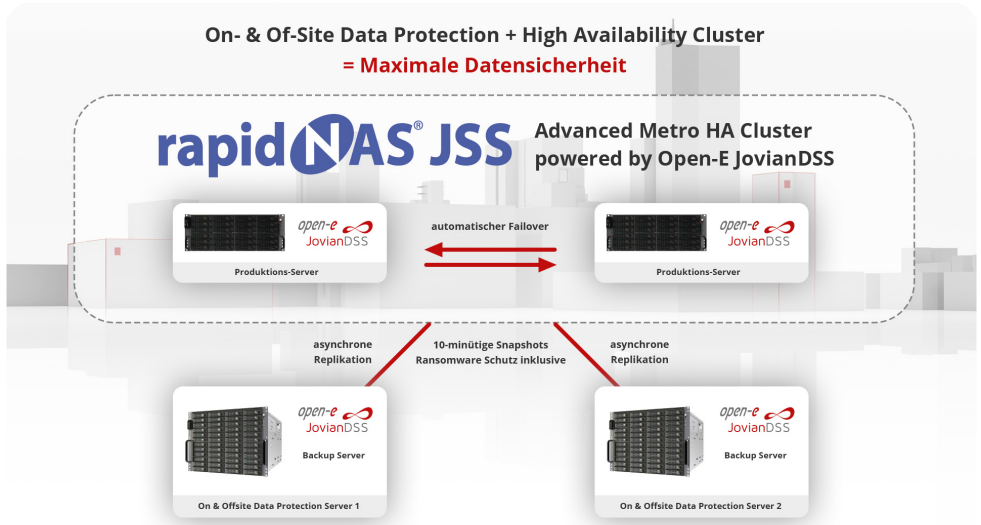 On- & Of-Site Data Protection + High Availability Cluster
= Maximale Datensicherheit
rapidNAS® JSS
Advanced Metro HA Cluster
powered by Open-E JovianDSS
open-e
JovianDSS
Produktions-Server
automatischer Failover
open-e
JovianDSS
Produktions-Server
asynchrone
Replikation
10-minütige Snapshots
Ransomware Schutz inklusive
asynchrone
Replikation
open-e
JovianDSS
Backup Server
On & Offsite Data Protection Server 1
open-e
JovianDSS
Backup Server
On & Offsite Data Protection Server 2